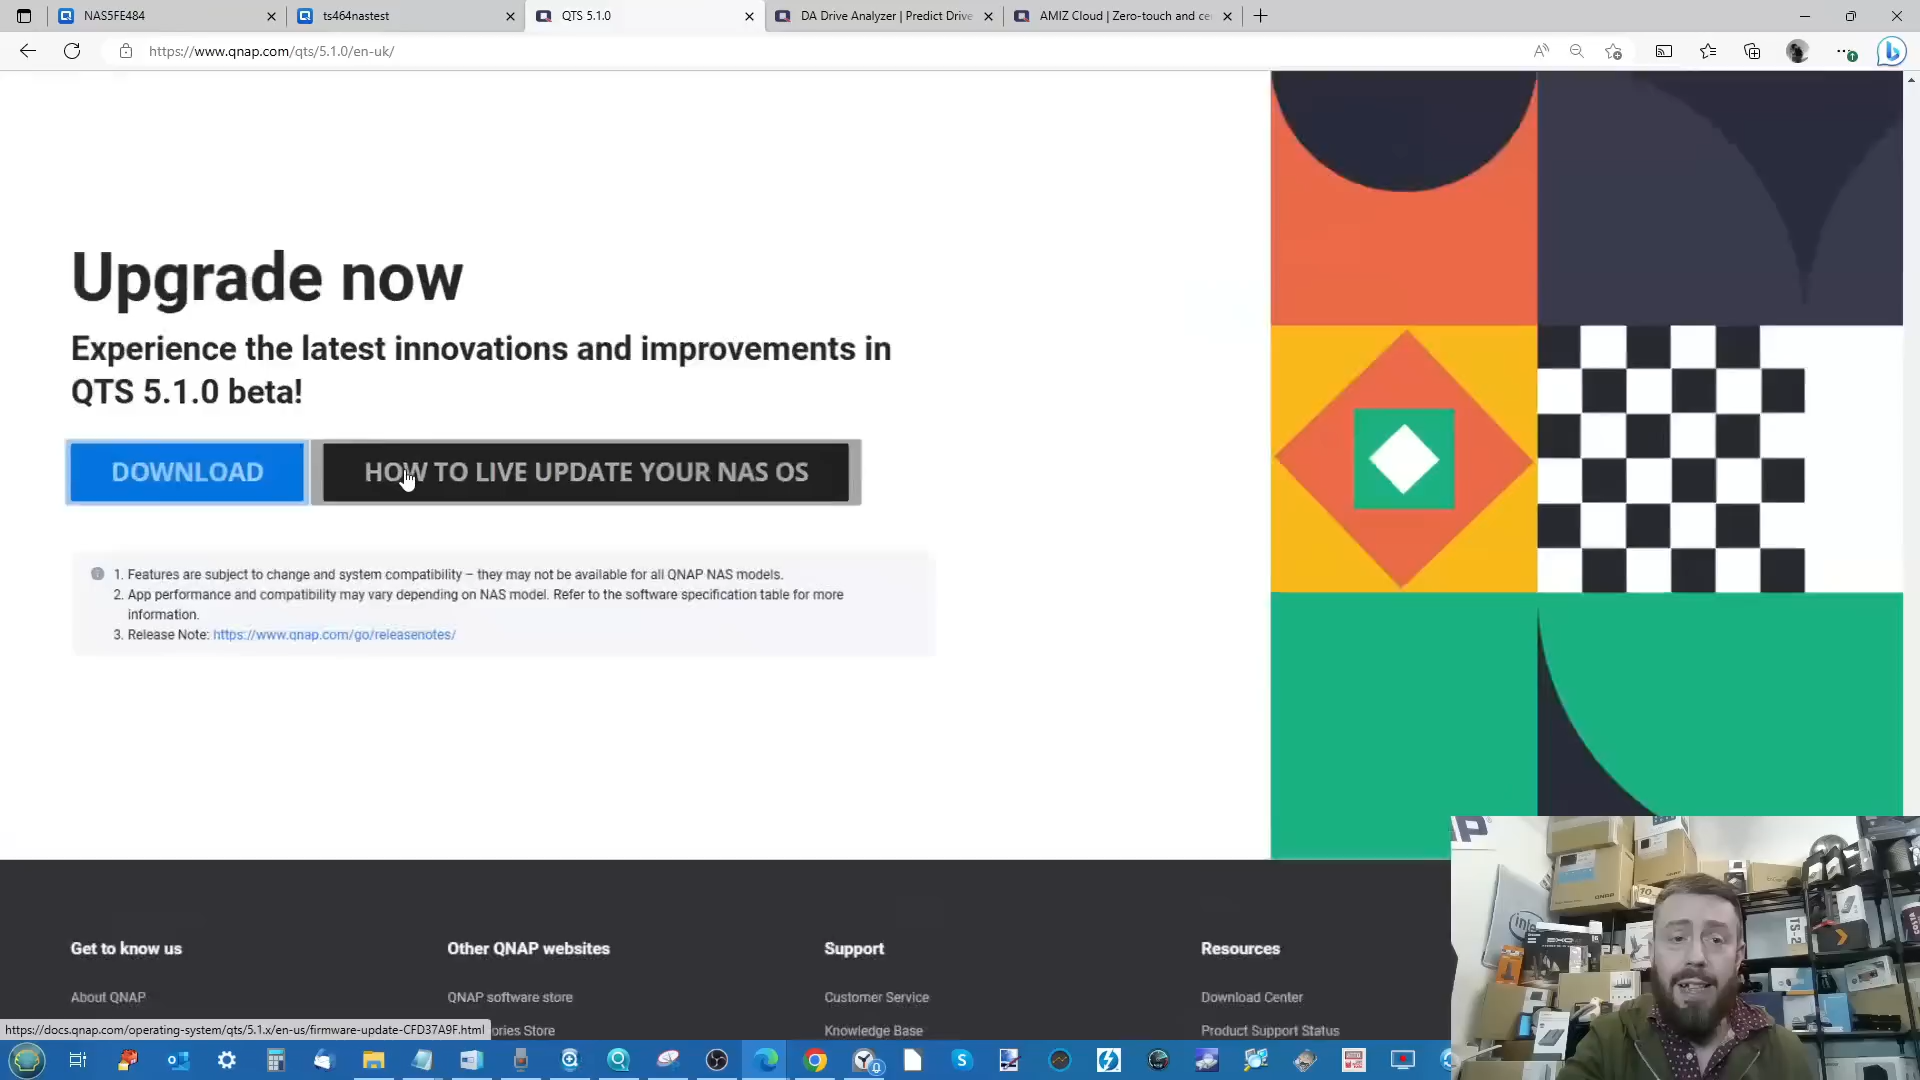 NAS5FE484
ts464nastest
QTS 5.1.0
DA Drive Analyzer | Predict Drive
AMIZ Cloud | Zero-touch and ce
https://www.qnap.com/qts/5.1.0/en-uk/
Upgrade now
Experience the latest innovations and improvements in
QTS 5.1.0 beta!
DOWNLOAD
HOW TO LIVE UPDATE YOUR NAS OS
1. Features are subject to change and system compatibility – they may not be available for all QNAP NAS models.
2. App performance and compatibility may vary depending on NAS model. Refer to the software specification table for more
information.
3. Release Note: https://www.qnap.com/go/releasenotes/
Get to know us
Other QNAP websites
Support
Resources
About QNAP
QNAP software store
Customer Service
Download Center
https://docs.qnap.com/operating-system/qts/5.1.x/en-us/firmware-update-CFD37A9F.html
ories Store
Knowledge Base
Product Support Status
intel